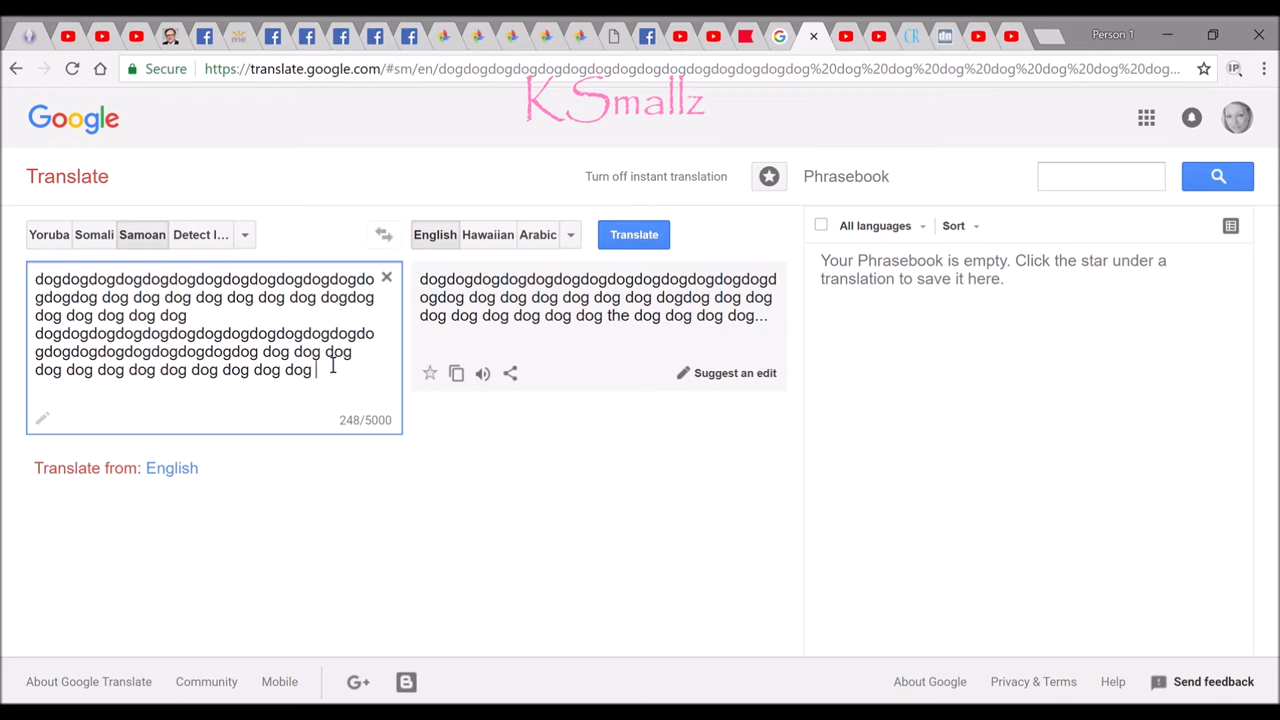 Person 1
Secure
https://translate.google.com/#sm/en/dogdogdogdogdogdogdogdogdogdogdogdogdogdogdog%20dog%20dog%20dog%20dog%20dog%20dog%20dog...
KSmallz
Google
Translate
Turn off instant translation
Phrasebook
Yoruba Somali Samoan Detect l...
English Hawaiian Arabic
Translate
All languages
Sort
dogdogdogdogdogdogdogdogdogdogdogdogdo
gdogdog dog dog dog dog dog dog dog dogdog
dog dog dog dog dog
dogdogdogdogdogdogdogdogdogdogdogdogdo
gdogdogdogdogdogdogdogdog dog dog dog
dog dog dog dog dog dog dog dog dog
248/5000
dogdogdogdogdogdogdogdogdogdogdogdogdogd
ogdog dog dog dog dog dog dog dogdog dog dog
dog dog dog dog dog dog the dog dog dog dog...
Suggest an edit
Your Phrasebook is empty. Click the star under a
translation to save it here.
Translate from: English
About Google Translate
Community
Mobile
G+
About Google
Privacy & Terms
Help
Send feedback